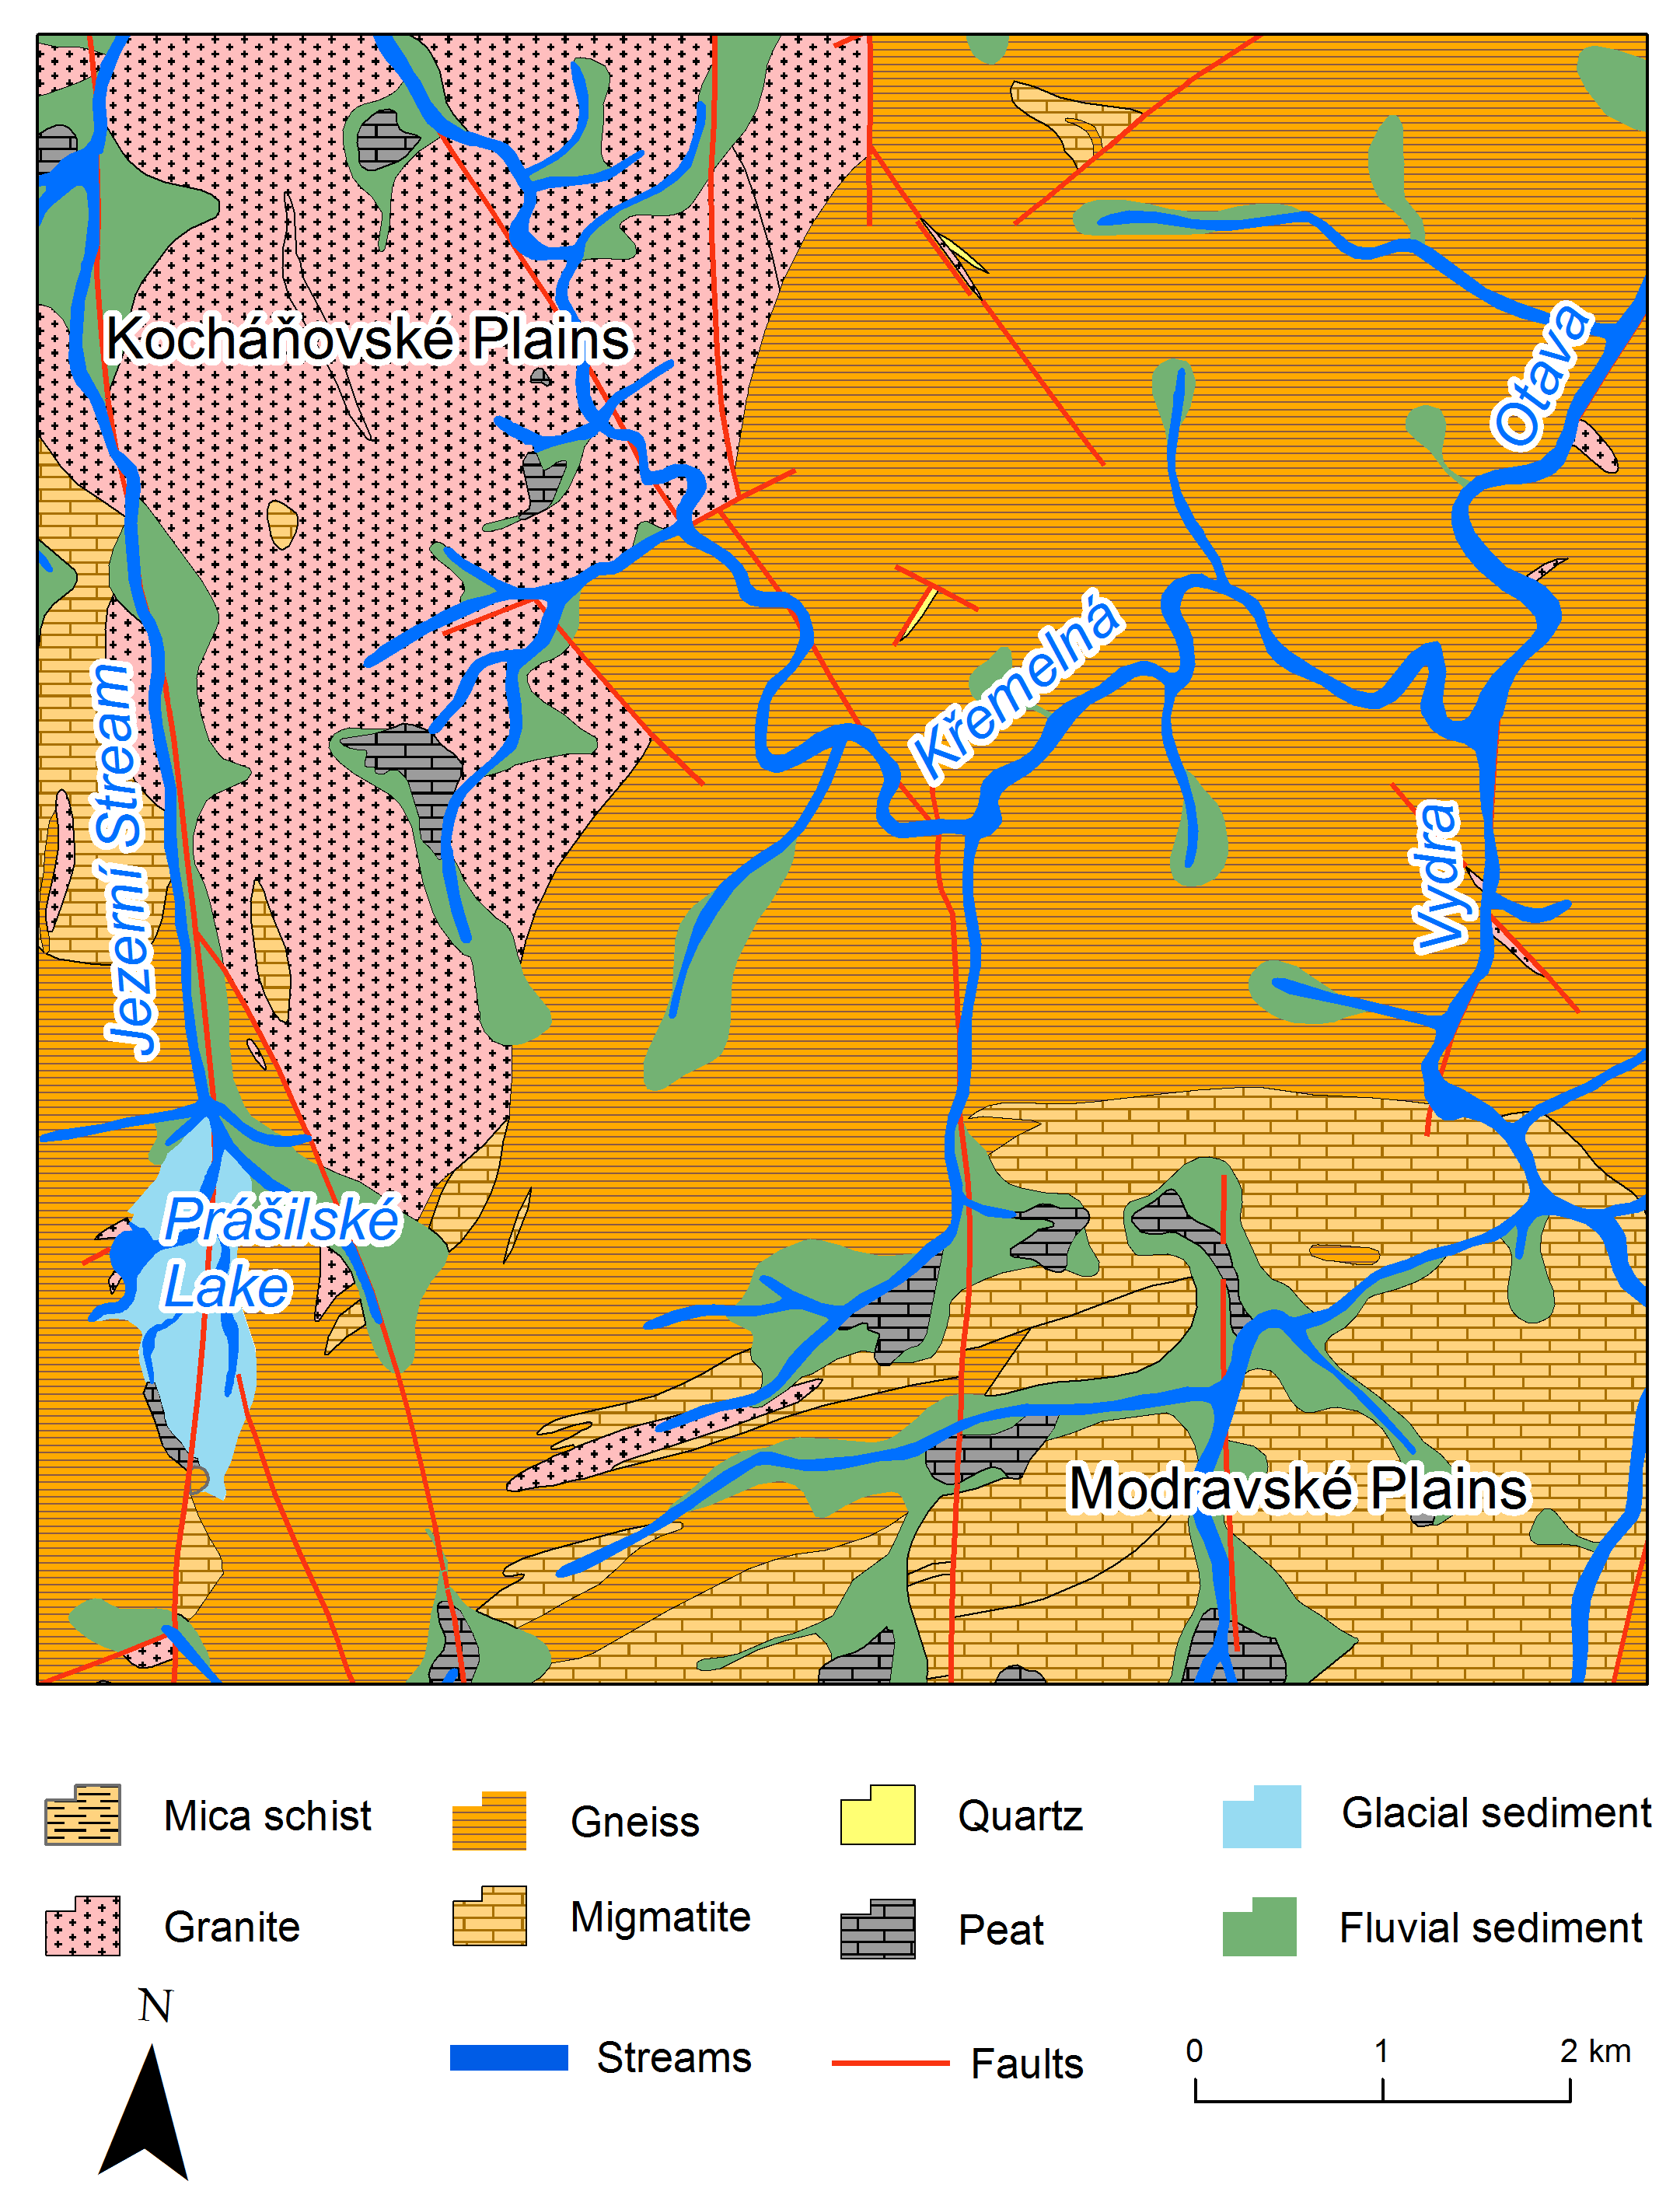 Kocháňovské Plains
Otava
Křemelná
Jezerní Stream
Vydra
Prášilské
Lake
Modravské Plains
Mica schist
Gneiss
Quartz
Glacial sediment
Granite
Migmatite
Peat
Fluvial sediment
N
Streams
Faults
0 1 2 km